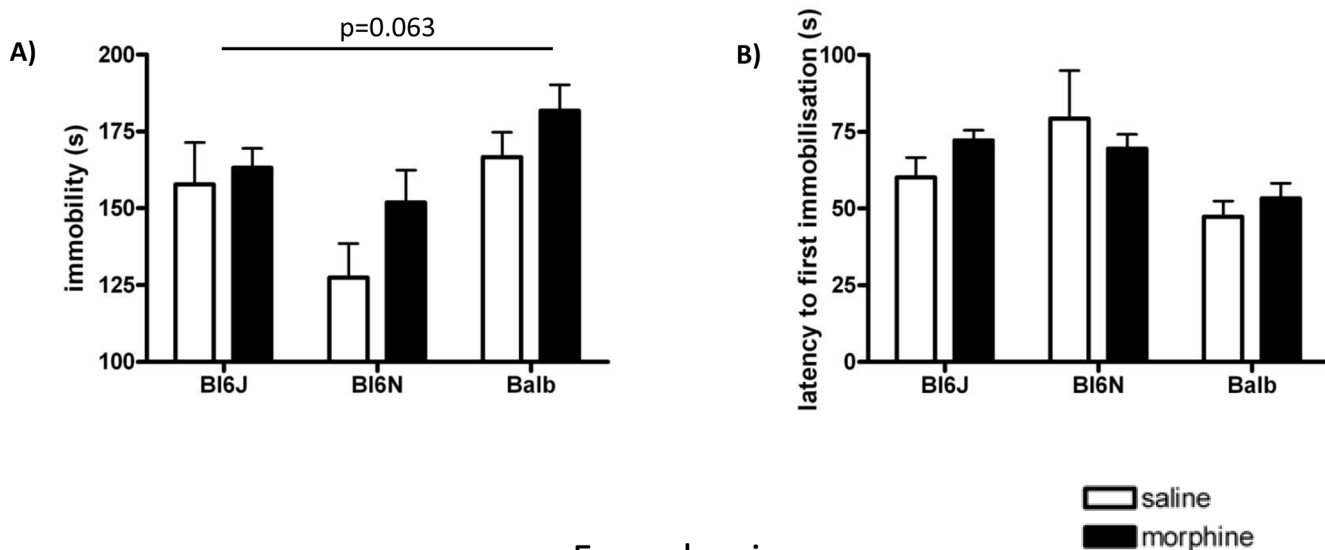 A)
p=0.063
immobility (s)
200
175
150
125
100
Bl6J
Bl6N
Balb
B)
latency to first immobilisation (s)
100
75
50
25
0
Bl6J
Bl6N
Balb
saline
morphine